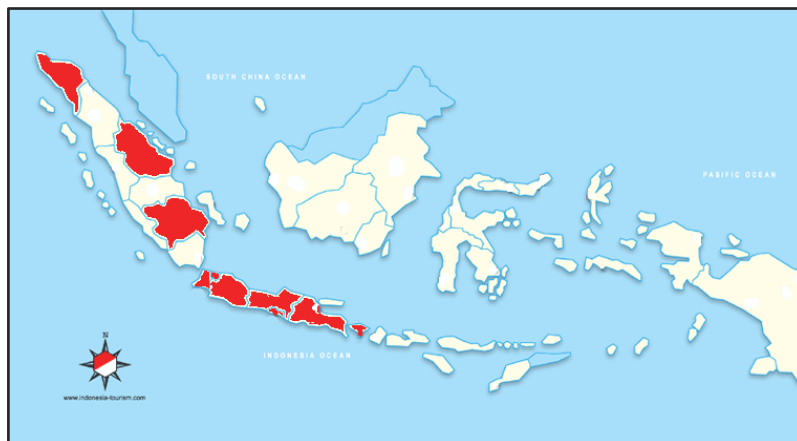 SOUTH CHINA OCEAN
PASIFIC OCEAN
INDONESIA OCEAN
N
www.indonesia-tourism.com